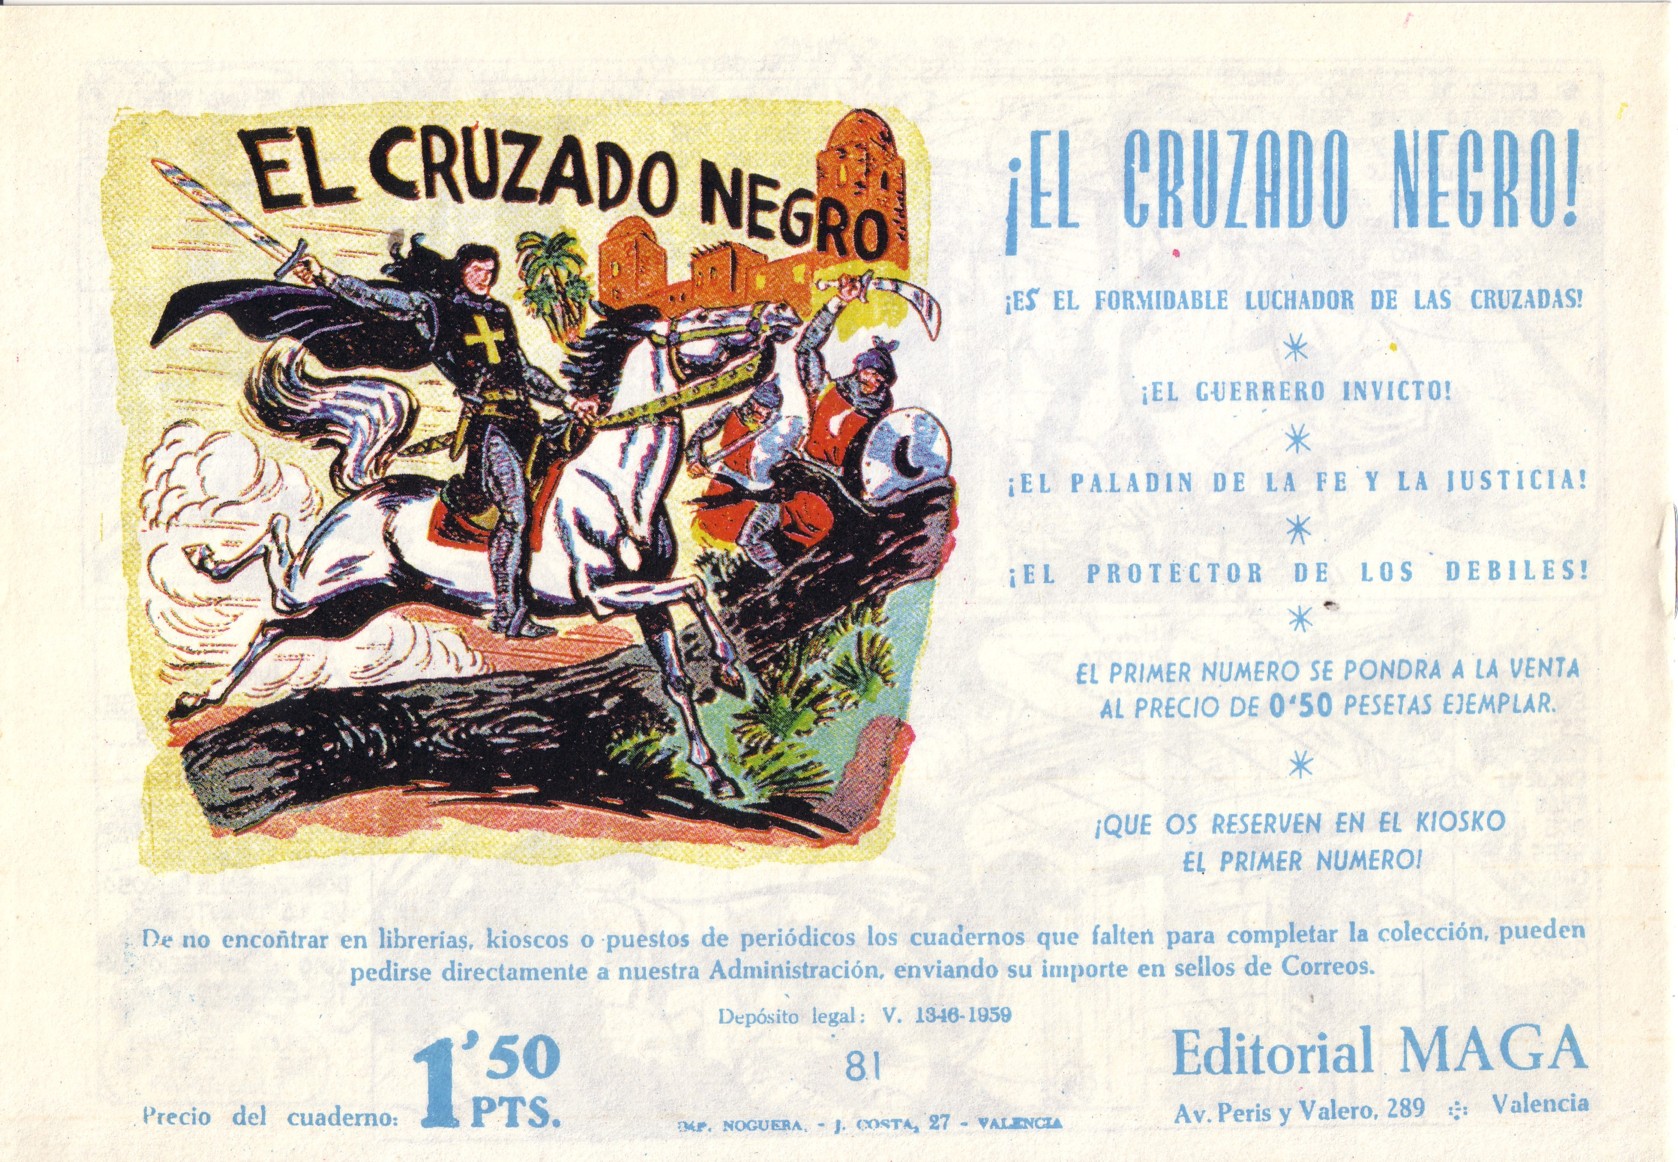 EL CRUZADO NEGRO
¡EL CRUZADO NEGRO!
¡ES EL FORMIDABLE LUCHADOR DE LAS CRUZADAS!
¡EL GUERRERO INVICTO!
¡EL PALADIN DE LA FE Y LA JUSTICIA!
¡EL PROTECTOR DE LOS DEBILES!
EL PRIMER NUMERO SE PONDRA A LA VENTA
AL PRECIO DE 0'50 PESETAS EJEMPLAR.
¡QUE OS RESERVEN EN EL KIOSKO
EL PRIMER NUMERO!
De no encontrar en librerías, kioscos o puestos de periódicos los cuadernos que falten para completar la colección, pueden
pedirse directamente a nuestra Administración, enviando su importe en sellos de Correos.
Depósito legal: V. 1346-1959
Precio del cuaderno: 1'50 PTS.
81
IMP. NOGUERA. - J. COSTA, 27 - VALENCIA
Editorial MAGA
Av. Peris y Valero, 289 Valencia